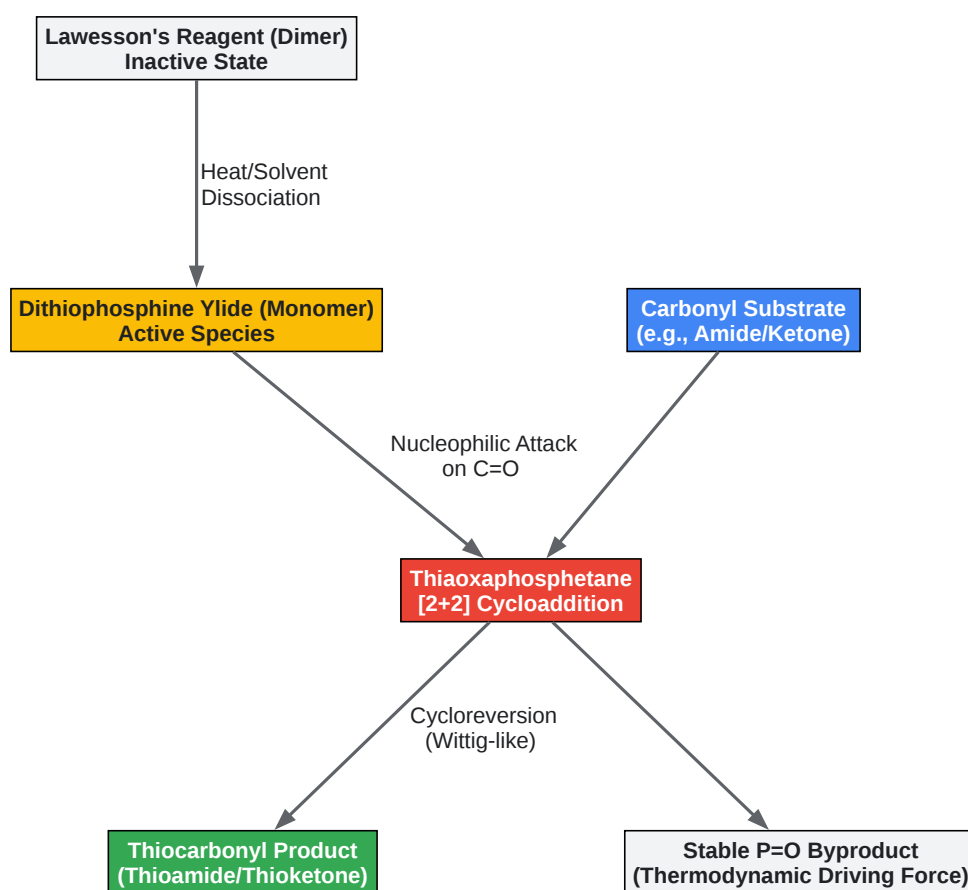 Lawesson's Reagent (Dimer)
Inactive State
Heat/Solvent
Dissociation
Dithiophosphine Ylide (Monomer)
Active Species
Carbonyl Substrate
(e.g., Amide/Ketone)
Nucleophilic Attack
on C=O
Thiaoxaphosphetane
[2+2] Cycloaddition
Cycloreversion
(Wittig-like)
Thiocarbonyl Product
(Thioamide/Thioketone)
Stable P=O Byproduct
(Thermodynamic Driving Force)